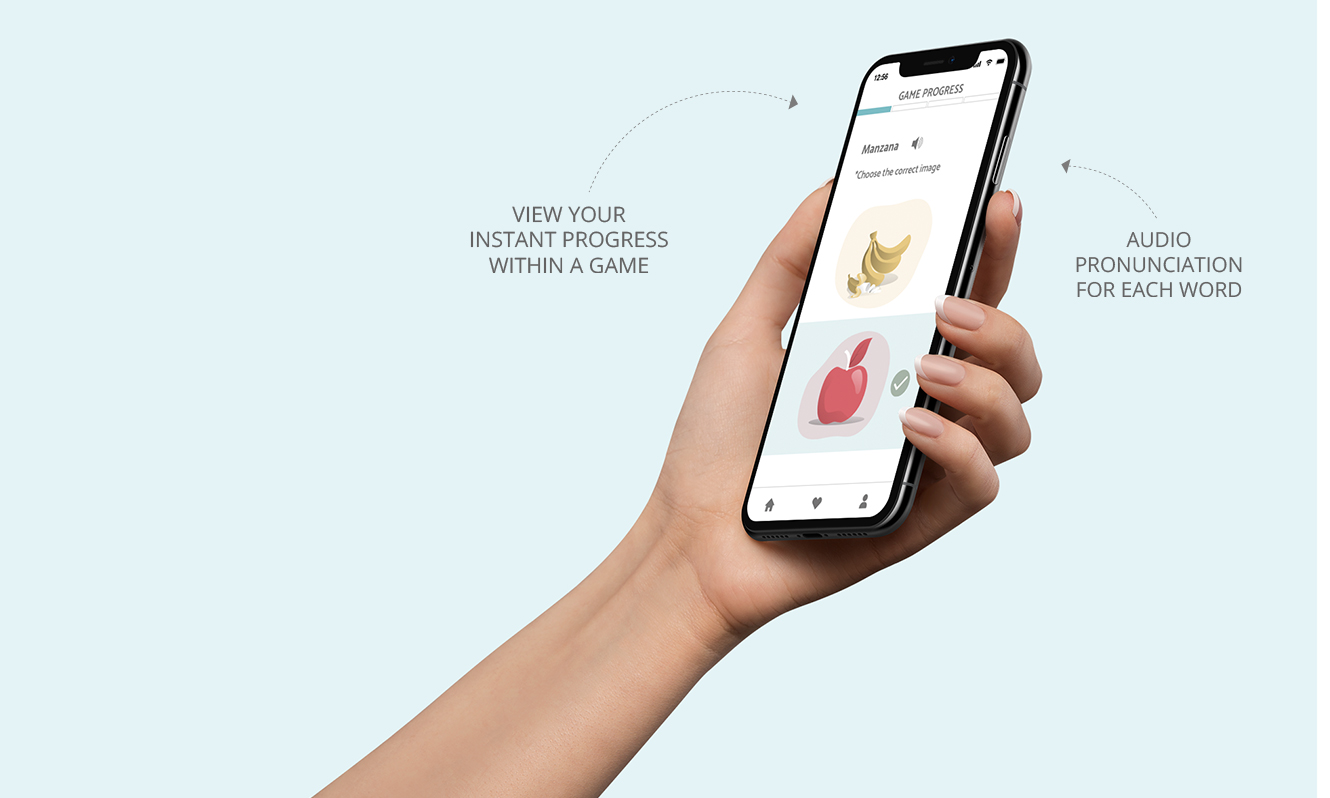 12:56
GAME PROGRESS
Manzana
*Choose the correct image
VIEW YOUR
INSTANT PROGRESS
WITHIN A GAME
AUDIO
PRONUNCIATION
FOR EACH WORD